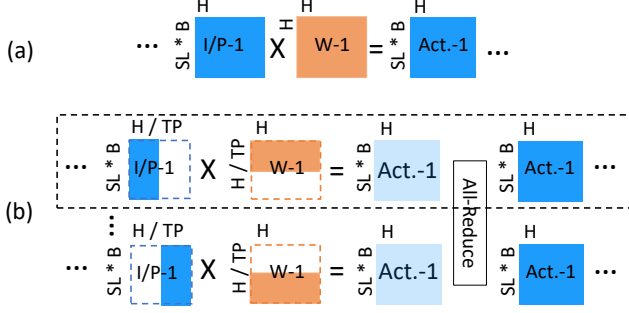 (a)
... SL * B H I/P-1 X H H W-1 = SL * B H Act.-1 ...
(b)
... SL * B H / TP I/P-1 X H / TP H W-1 = SL * B H Act.-1 All-Reduce SL * B H Act.-1 ...
...
... SL * B H / TP I/P-1 X H / TP H W-1 = SL * B H Act.-1 SL * B H Act.-1 ...